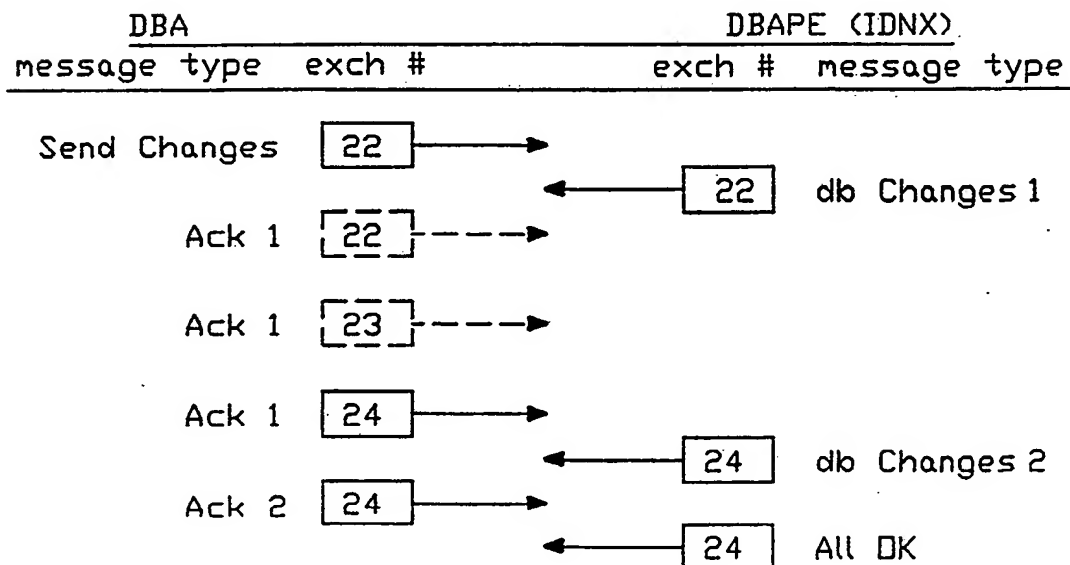 DBA DBAPE (IDNX)
message type exch # exch # message type
Send Changes 22
22 db Changes 1
Ack 1 22
Ack 1 23
Ack 1 24
24 db Changes 2
Ack 2 24
24 All OK